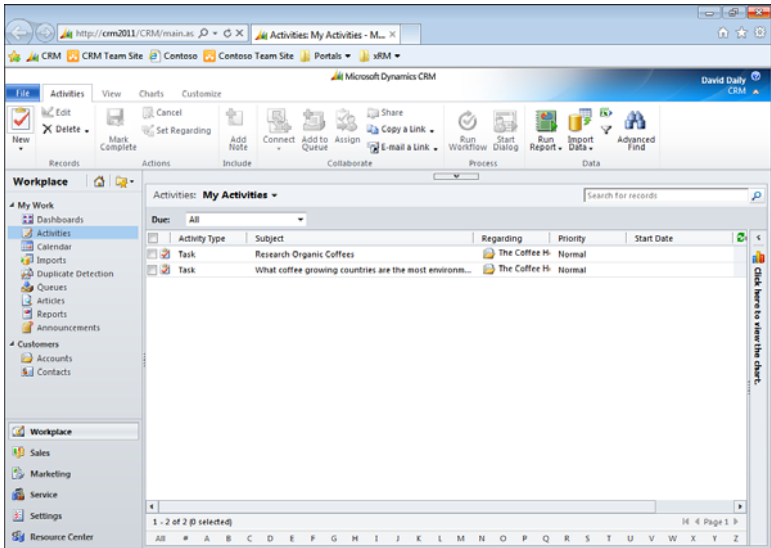 http://crm2011/CRM/main.as
Activities: My Activities - M...
CRM
CRM Team Site
Contoso
Contoso Team Site
Portals
xRM
Microsoft Dynamics CRM
David Daily
CRM
File
Activities
View
Charts
Customize
New
Edit
Delete
Mark Complete
Records
Cancel
Set Regarding
Actions
Add Note
Include
Connect
Add to Queue
Assign
Share
Copy a Link
E-mail a Link
Collaborate
Run Workflow
Start Dialog
Process
Run Report
Import Data
Advanced Find
Data
Workplace
My Work
Dashboards
Activities
Calendar
Imports
Duplicate Detection
Queues
Articles
Reports
Announcements
Customers
Accounts
Contacts
Workplace
Sales
Marketing
Service
Settings
Resource Center
Activities: My Activities
Search for records
Due: All
Activity Type Subject Regarding Priority Start Date
Task Research Organic Coffees The Coffee H Normal
Task What coffee growing countries are the most environm... The Coffee H Normal
Click here to view the chart.
1 - 2 of 2 (0 selected)
Page 1
All # A B C D E F G H I J K L M N O P Q R S T U V W X Y Z